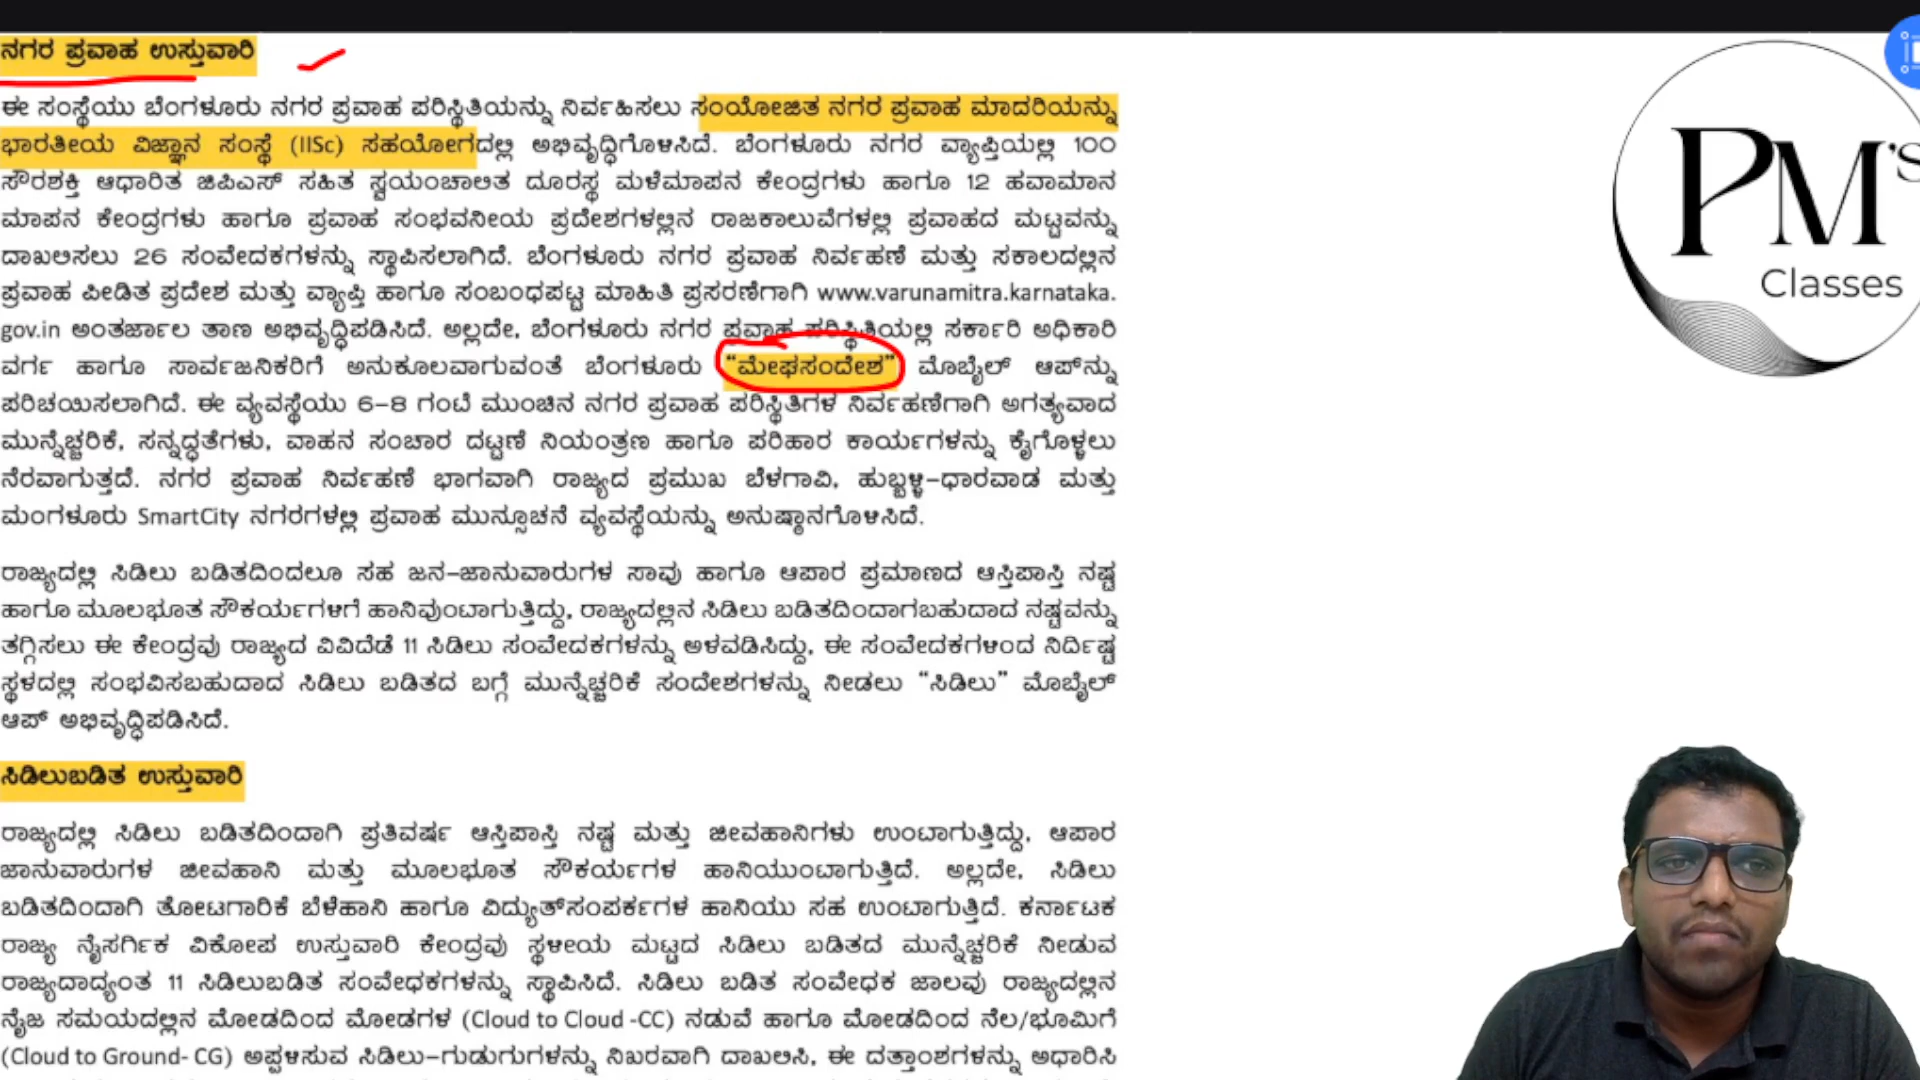 ನಗರ ಪ್ರವಾಹ ಉಸ್ತುವಾರಿ
ಈ ಸಂಸ್ಥೆಯು ಬೆಂಗಳೂರು ನಗರ ಪ್ರವಾಹ ಪರಿಸ್ಥಿತಿಯನ್ನು ನಿರ್ವಹಿಸಲು ಸಂಯೋಜಿತ ನಗರ ಪ್ರವಾಹ ಮಾದರಿಯನ್ನು
ಭಾರತೀಯ ವಿಜ್ಞಾನ ಸಂಸ್ಥೆ (IISc) ಸಹಯೋಗದಲ್ಲಿ ಅಭಿವೃದ್ಧಿಗೊಳಿಸಿದೆ. ಬೆಂಗಳೂರು ನಗರ ವ್ಯಾಪ್ತಿಯಲ್ಲಿ 100
ಸೌರಶಕ್ತಿ ಆಧಾರಿತ ಜಿಪಿಎಸ್ ಸಹಿತ ಸ್ವಯಂಚಾಲಿತ ದೂರಸ್ಥ ಮಳೆಮಾಪನ ಕೇಂದ್ರಗಳು ಹಾಗೂ 12 ಹವಾಮಾನ
ಮಾಪನ ಕೇಂದ್ರಗಳು ಹಾಗೂ ಪ್ರವಾಹ ಸಂಭವನೀಯ ಪ್ರದೇಶಗಳಲ್ಲಿನ ರಾಜಕಾಲುವೆಗಳಲ್ಲಿ ಪ್ರವಾಹದ ಮಟ್ಟವನ್ನು
ದಾಖಲಿಸಲು 26 ಸಂವೇದಕಗಳನ್ನು ಸ್ಥಾಪಿಸಲಾಗಿದೆ. ಬೆಂಗಳೂರು ನಗರ ಪ್ರವಾಹ ನಿರ್ವಹಣೆ ಮತ್ತು ಸಕಾಲದಲ್ಲಿನ
ಪ್ರವಾಹ ಪೀಡಿತ ಪ್ರದೇಶ ಮತ್ತು ವ್ಯಾಪ್ತಿ ಹಾಗೂ ಸಂಬಂಧಪಟ್ಟ ಮಾಹಿತಿ ಪ್ರಸರಣೆಗಾಗಿ www.varunamitra.karnataka.
gov.in ಅಂತರ್ಜಾಲ ತಾಣ ಅಭಿವೃದ್ಧಿಪಡಿಸಿದೆ. ಅಲ್ಲದೇ, ಬೆಂಗಳೂರು ನಗರ ಪ್ರವಾಹ ಪರಿಸ್ಥಿತಿಯಲ್ಲಿ ಸರ್ಕಾರಿ ಅಧಿಕಾರಿ
ವರ್ಗ ಹಾಗೂ ಸಾರ್ವಜನಿಕರಿಗೆ ಅನುಕೂಲವಾಗುವಂತೆ ಬೆಂಗಳೂರು “ಮೇಘಸಂದೇಶ” ಮೊಬೈಲ್ ಆಪ್‌ನ್ನು
ಪರಿಚಯಿಸಲಾಗಿದೆ. ಈ ವ್ಯವಸ್ಥೆಯು 6–8 ಗಂಟೆ ಮುಂಚಿನ ನಗರ ಪ್ರವಾಹ ಪರಿಸ್ಥಿತಿಗಳ ನಿರ್ವಹಣೆಗಾಗಿ ಅಗತ್ಯವಾದ
ಮುನ್ನೆಚ್ಚರಿಕೆ, ಸನ್ನದ್ಧತೆಗಳು, ವಾಹನ ಸಂಚಾರ ದಟ್ಟಣೆ ನಿಯಂತ್ರಣ ಹಾಗೂ ಪರಿಹಾರ ಕಾರ್ಯಗಳನ್ನು ಕೈಗೊಳ್ಳಲು
ನೆರವಾಗುತ್ತದೆ. ನಗರ ಪ್ರವಾಹ ನಿರ್ವಹಣೆ ಭಾಗವಾಗಿ ರಾಜ್ಯದ ಪ್ರಮುಖ ಬೆಳಗಾವಿ, ಹುಬ್ಬಳ್ಳಿ–ಧಾರವಾಡ ಮತ್ತು
ಮಂಗಳೂರು SmartCity ನಗರಗಳಲ್ಲಿ ಪ್ರವಾಹ ಮುನ್ಸೂಚನೆ ವ್ಯವಸ್ಥೆಯನ್ನು ಅನುಷ್ಠಾನಗೊಳಿಸಿದೆ.
ರಾಜ್ಯದಲ್ಲಿ ಸಿಡಿಲು ಬಡಿತದಿಂದಲೂ ಸಹ ಜನ–ಜಾನುವಾರುಗಳ ಸಾವು ಹಾಗೂ ಆಪಾರ ಪ್ರಮಾಣದ ಆಸ್ತಿಪಾಸ್ತಿ ನಷ್ಟ
ಹಾಗೂ ಮೂಲಭೂತ ಸೌಕರ್ಯಗಳಿಗೆ ಹಾನಿವುಂಟಾಗುತ್ತಿದ್ದು, ರಾಜ್ಯದಲ್ಲಿನ ಸಿಡಿಲು ಬಡಿತದಿಂದಾಗಬಹುದಾದ ನಷ್ಟವನ್ನು
ತಗ್ಗಿಸಲು ಈ ಕೇಂದ್ರವು ರಾಜ್ಯದ ವಿವಿದೆಡೆ 11 ಸಿಡಿಲು ಸಂವೇದಕಗಳನ್ನು ಅಳವಡಿಸಿದ್ದು, ಈ ಸಂವೇದಕಗಳಿಂದ ನಿರ್ದಿಷ್ಟ
ಸ್ಥಳದಲ್ಲಿ ಸಂಭವಿಸಬಹುದಾದ ಸಿಡಿಲು ಬಡಿತದ ಬಗ್ಗೆ ಮುನ್ನೆಚ್ಚರಿಕೆ ಸಂದೇಶಗಳನ್ನು ನೀಡಲು “ಸಿಡಿಲು” ಮೊಬೈಲ್
ಆಪ್ ಅಭಿವೃದ್ಧಿಪಡಿಸಿದೆ.
ಸಿಡಿಲುಬಡಿತ ಉಸ್ತುವಾರಿ
ರಾಜ್ಯದಲ್ಲಿ ಸಿಡಿಲು ಬಡಿತದಿಂದಾಗಿ ಪ್ರತಿವರ್ಷ ಆಸ್ತಿಪಾಸ್ತಿ ನಷ್ಟ ಮತ್ತು ಜೀವಹಾನಿಗಳು ಉಂಟಾಗುತ್ತಿದ್ದು, ಆಪಾರ
ಜಾನುವಾರುಗಳ ಜೀವಹಾನಿ ಮತ್ತು ಮೂಲಭೂತ ಸೌಕರ್ಯಗಳ ಹಾನಿಯುಂಟಾಗುತ್ತಿದೆ. ಅಲ್ಲದೇ, ಸಿಡಿಲು
ಬಡಿತದಿಂದಾಗಿ ತೋಟಗಾರಿಕೆ ಬೆಳೆಹಾನಿ ಹಾಗೂ ವಿದ್ಯುತ್‌ಸಂಪರ್ಕಗಳ ಹಾನಿಯು ಸಹ ಉಂಟಾಗುತ್ತಿದೆ. ಕರ್ನಾಟಕ
ರಾಜ್ಯ ನೈಸರ್ಗಿಕ ವಿಕೋಪ ಉಸ್ತುವಾರಿ ಕೇಂದ್ರವು ಸ್ಥಳೀಯ ಮಟ್ಟದ ಸಿಡಿಲು ಬಡಿತದ ಮುನ್ನೆಚ್ಚರಿಕೆ ನೀಡುವ
ರಾಜ್ಯದಾದ್ಯಂತ 11 ಸಿಡಿಲುಬಡಿತ ಸಂವೇಧಕಗಳನ್ನು ಸ್ಥಾಪಿಸಿದೆ. ಸಿಡಿಲು ಬಡಿತ ಸಂವೇಧಕ ಜಾಲವು ರಾಜ್ಯದಲ್ಲಿನ
ನೈಜ ಸಮಯದಲ್ಲಿನ ಮೋಡದಿಂದ ಮೋಡಗಳ (Cloud to Cloud -CC) ನಡುವೆ ಹಾಗೂ ಮೋಡದಿಂದ ನೆಲ/ಭೂಮಿಗೆ
(Cloud to Ground- CG) ಅಪ್ಪಳಿಸುವ ಸಿಡಿಲು–ಗುಡುಗುಗಳನ್ನು ನಿಖರವಾಗಿ ದಾಖಲಿಸಿ, ಈ ದತ್ತಾಂಶಗಳನ್ನು ಅಧಾರಿಸಿ
PM's
Classes